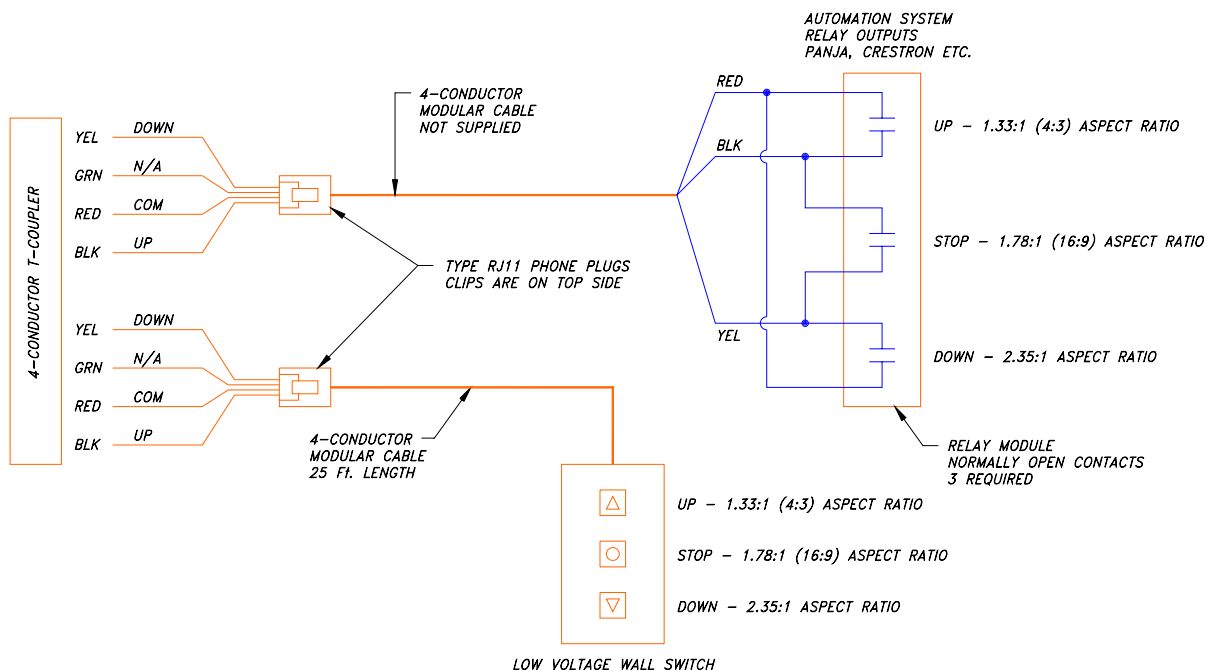 AUTOMATION SYSTEM
RELAY OUTPUTS
PANJA, CRESTRON ETC.
4-CONDUCTOR
MODULAR CABLE
NOT SUPPLIED
RED
BLK
YEL
UP - 1.33:1 (4:3) ASPECT RATIO
STOP - 1.78:1 (16:9) ASPECT RATIO
DOWN - 2.35:1 ASPECT RATIO
4-CONDUCTOR T-COUPLER
YEL DOWN
GRN N/A
RED COM
BLK UP
TYPE RJ11 PHONE PLUGS
CLIPS ARE ON TOP SIDE
YEL DOWN
GRN N/A
RED COM
BLK UP
4-CONDUCTOR
MODULAR CABLE
25 Ft. LENGTH
RELAY MODULE
NORMALLY OPEN CONTACTS
3 REQUIRED
UP - 1.33:1 (4:3) ASPECT RATIO
STOP - 1.78:1 (16:9) ASPECT RATIO
DOWN - 2.35:1 ASPECT RATIO
LOW VOLTAGE WALL SWITCH